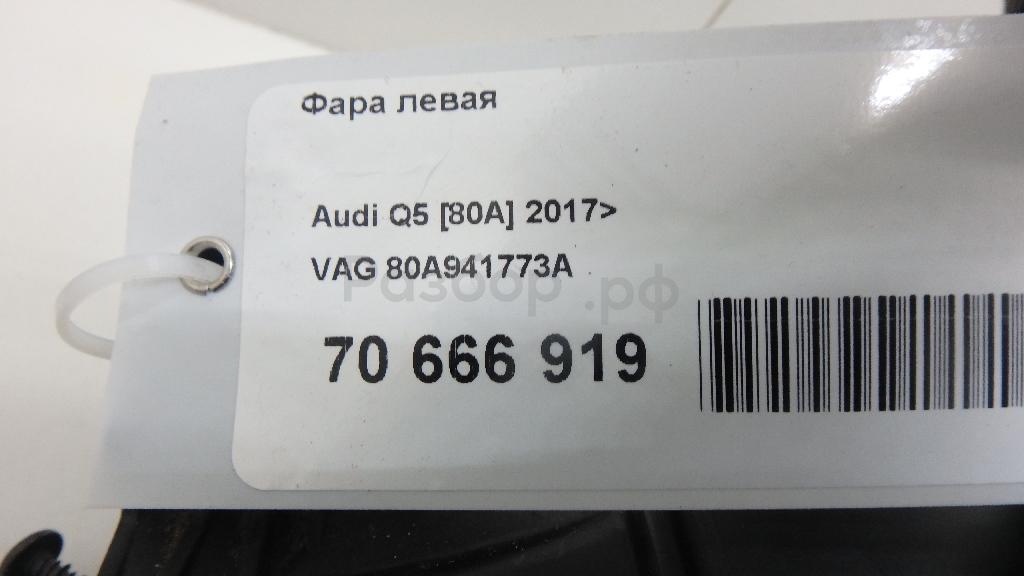 Фара левая
Audi Q5 [80A] 2017>
VAG 80A941773A
Разбор.рф
70 666 919